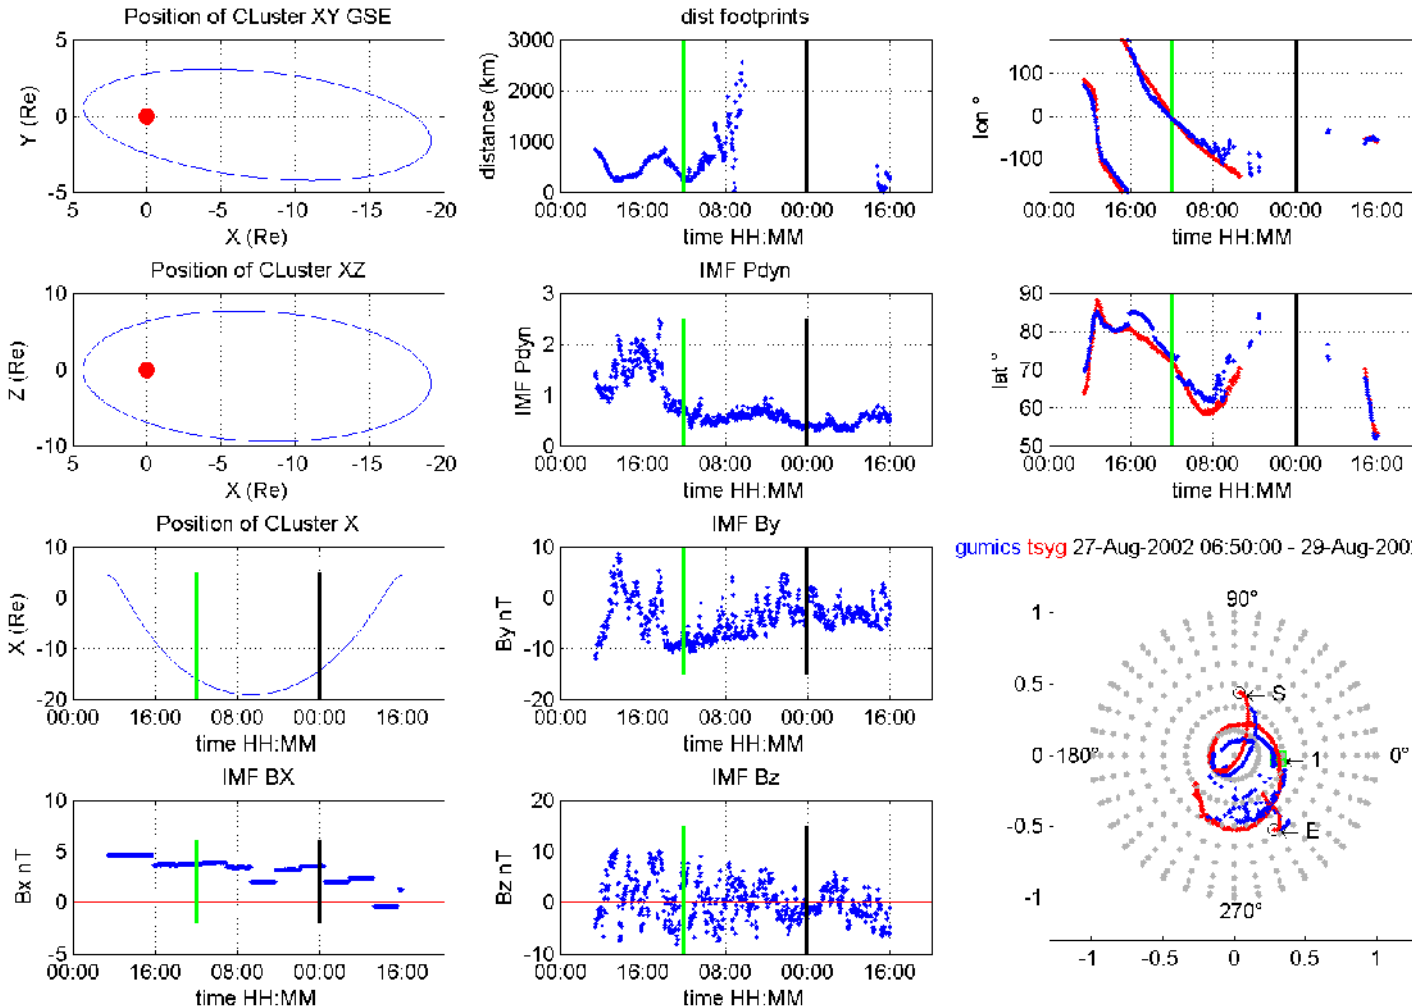 Position of CLuster XY GSE
5
0
-5
Y (Re)
5 0 -5 -10 -15 -20
X (Re)
dist footprints
3000
2000
1000
0
distance (km)
00:00 16:00 08:00 00:00 16:00
time HH:MM
100
0
-100
lon °
00:00 16:00 08:00 00:00 16:00
time HH:MM
Position of CLuster XZ
10
0
-10
Z (Re)
5 0 -5 -10 -15 -20
X (Re)
IMF Pdyn
3
2
1
0
IMF Pdyn
00:00 16:00 08:00 00:00 16:00
time HH:MM
90
80
70
60
50
lat °
00:00 16:00 08:00 00:00 16:00
time HH:MM
Position of CLuster X
10
0
-10
-20
X (Re)
00:00 16:00 08:00 00:00 16:00
time HH:MM
IMF By
10
0
-10
-20
By nT
00:00 16:00 08:00 00:00 16:00
time HH:MM
IMF BX
10
5
0
-5
Bx nT
00:00 16:00 08:00 00:00 16:00
time HH:MM
IMF Bz
20
10
0
-10
Bz nT
00:00 16:00 08:00 00:00 16:00
time HH:MM
gumics tsyg 27-Aug-2002 06:50:00 - 29-Aug-200
1
0.5
0
-0.5
-1
90°
-180°
0°
270°
S
1
E
-1 -0.5 0 0.5 1